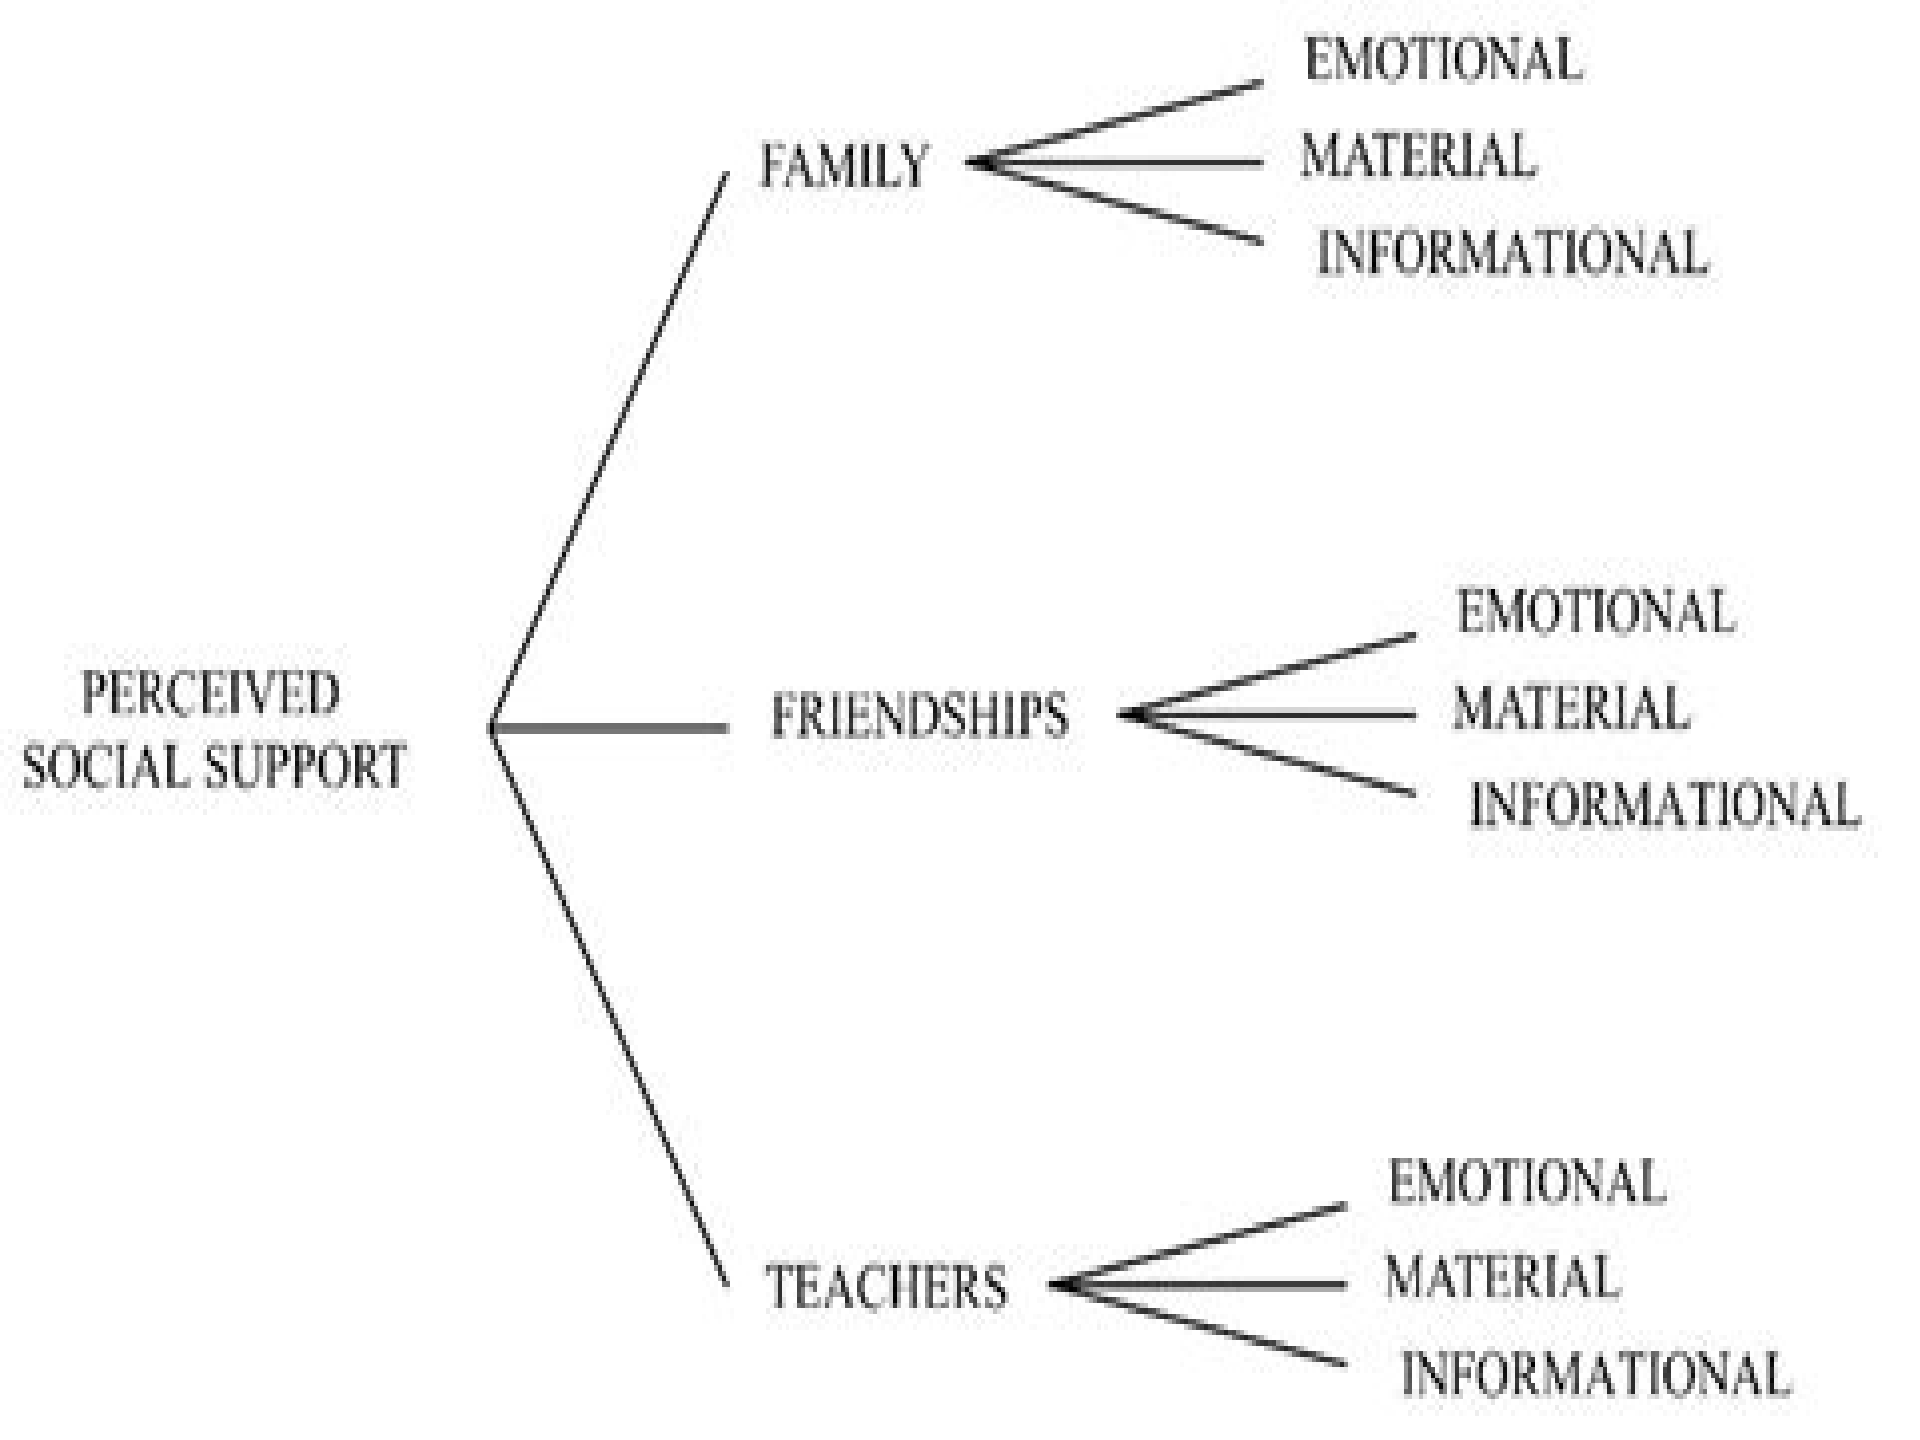 EMOTIONAL
FAMILY
MATERIAL
INFORMATIONAL
PERCEIVED
SOCIAL SUPPORT
EMOTIONAL
FRIENDSHIPS
MATERIAL
INFORMATIONAL
EMOTIONAL
TEACHERS
MATERIAL
INFORMATIONAL